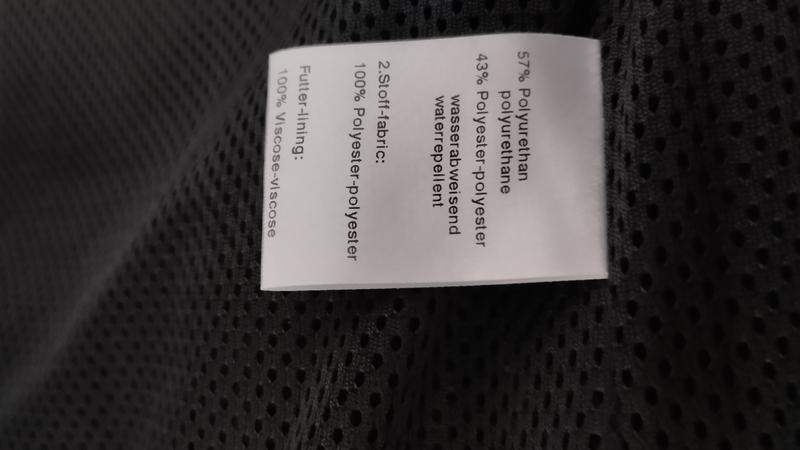 57% Polyurethan
polyurethane
43% Polyester-polyester
wasserabweisend
waterrepellent
2.Stoff-fabric:
100% Polyester-polyester
Futter-lining:
100% Viscose-viscose